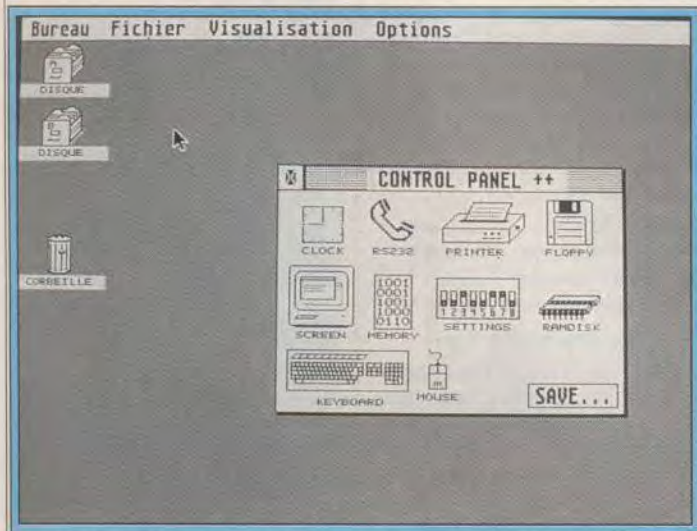 Bureau Fichier Visualisation Options
DISQUE
DISQUE
CORBEILLE
CONTROL PANEL ++
CLOCK RS232 PRINTER FLOPPY
1001
0001
1001
1000
0110
12345678
SCREEN MEMORY SETTINGS RAMDISK
KEYBOARD MOUSE
SAVE...